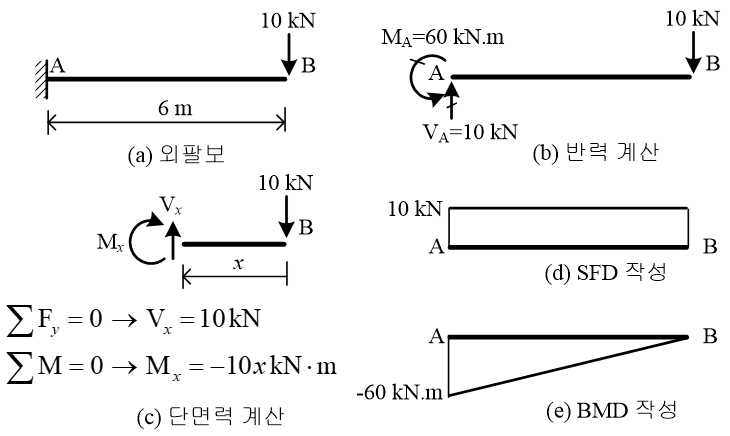 10 kN
A
B
6 m
(a) 외팔보
10 kN
M_A=60 kN.m
A
B
V_A=10 kN
(b) 반력 계산
10 kN
V_x
B
M_x
x
∑F_y = 0 → V_x = 10 kN
∑M = 0 → M_x = −10x kN · m
(c) 단면력 계산
10 kN
A
B
(d) SFD 작성
A
B
-60 kN.m
(e) BMD 작성